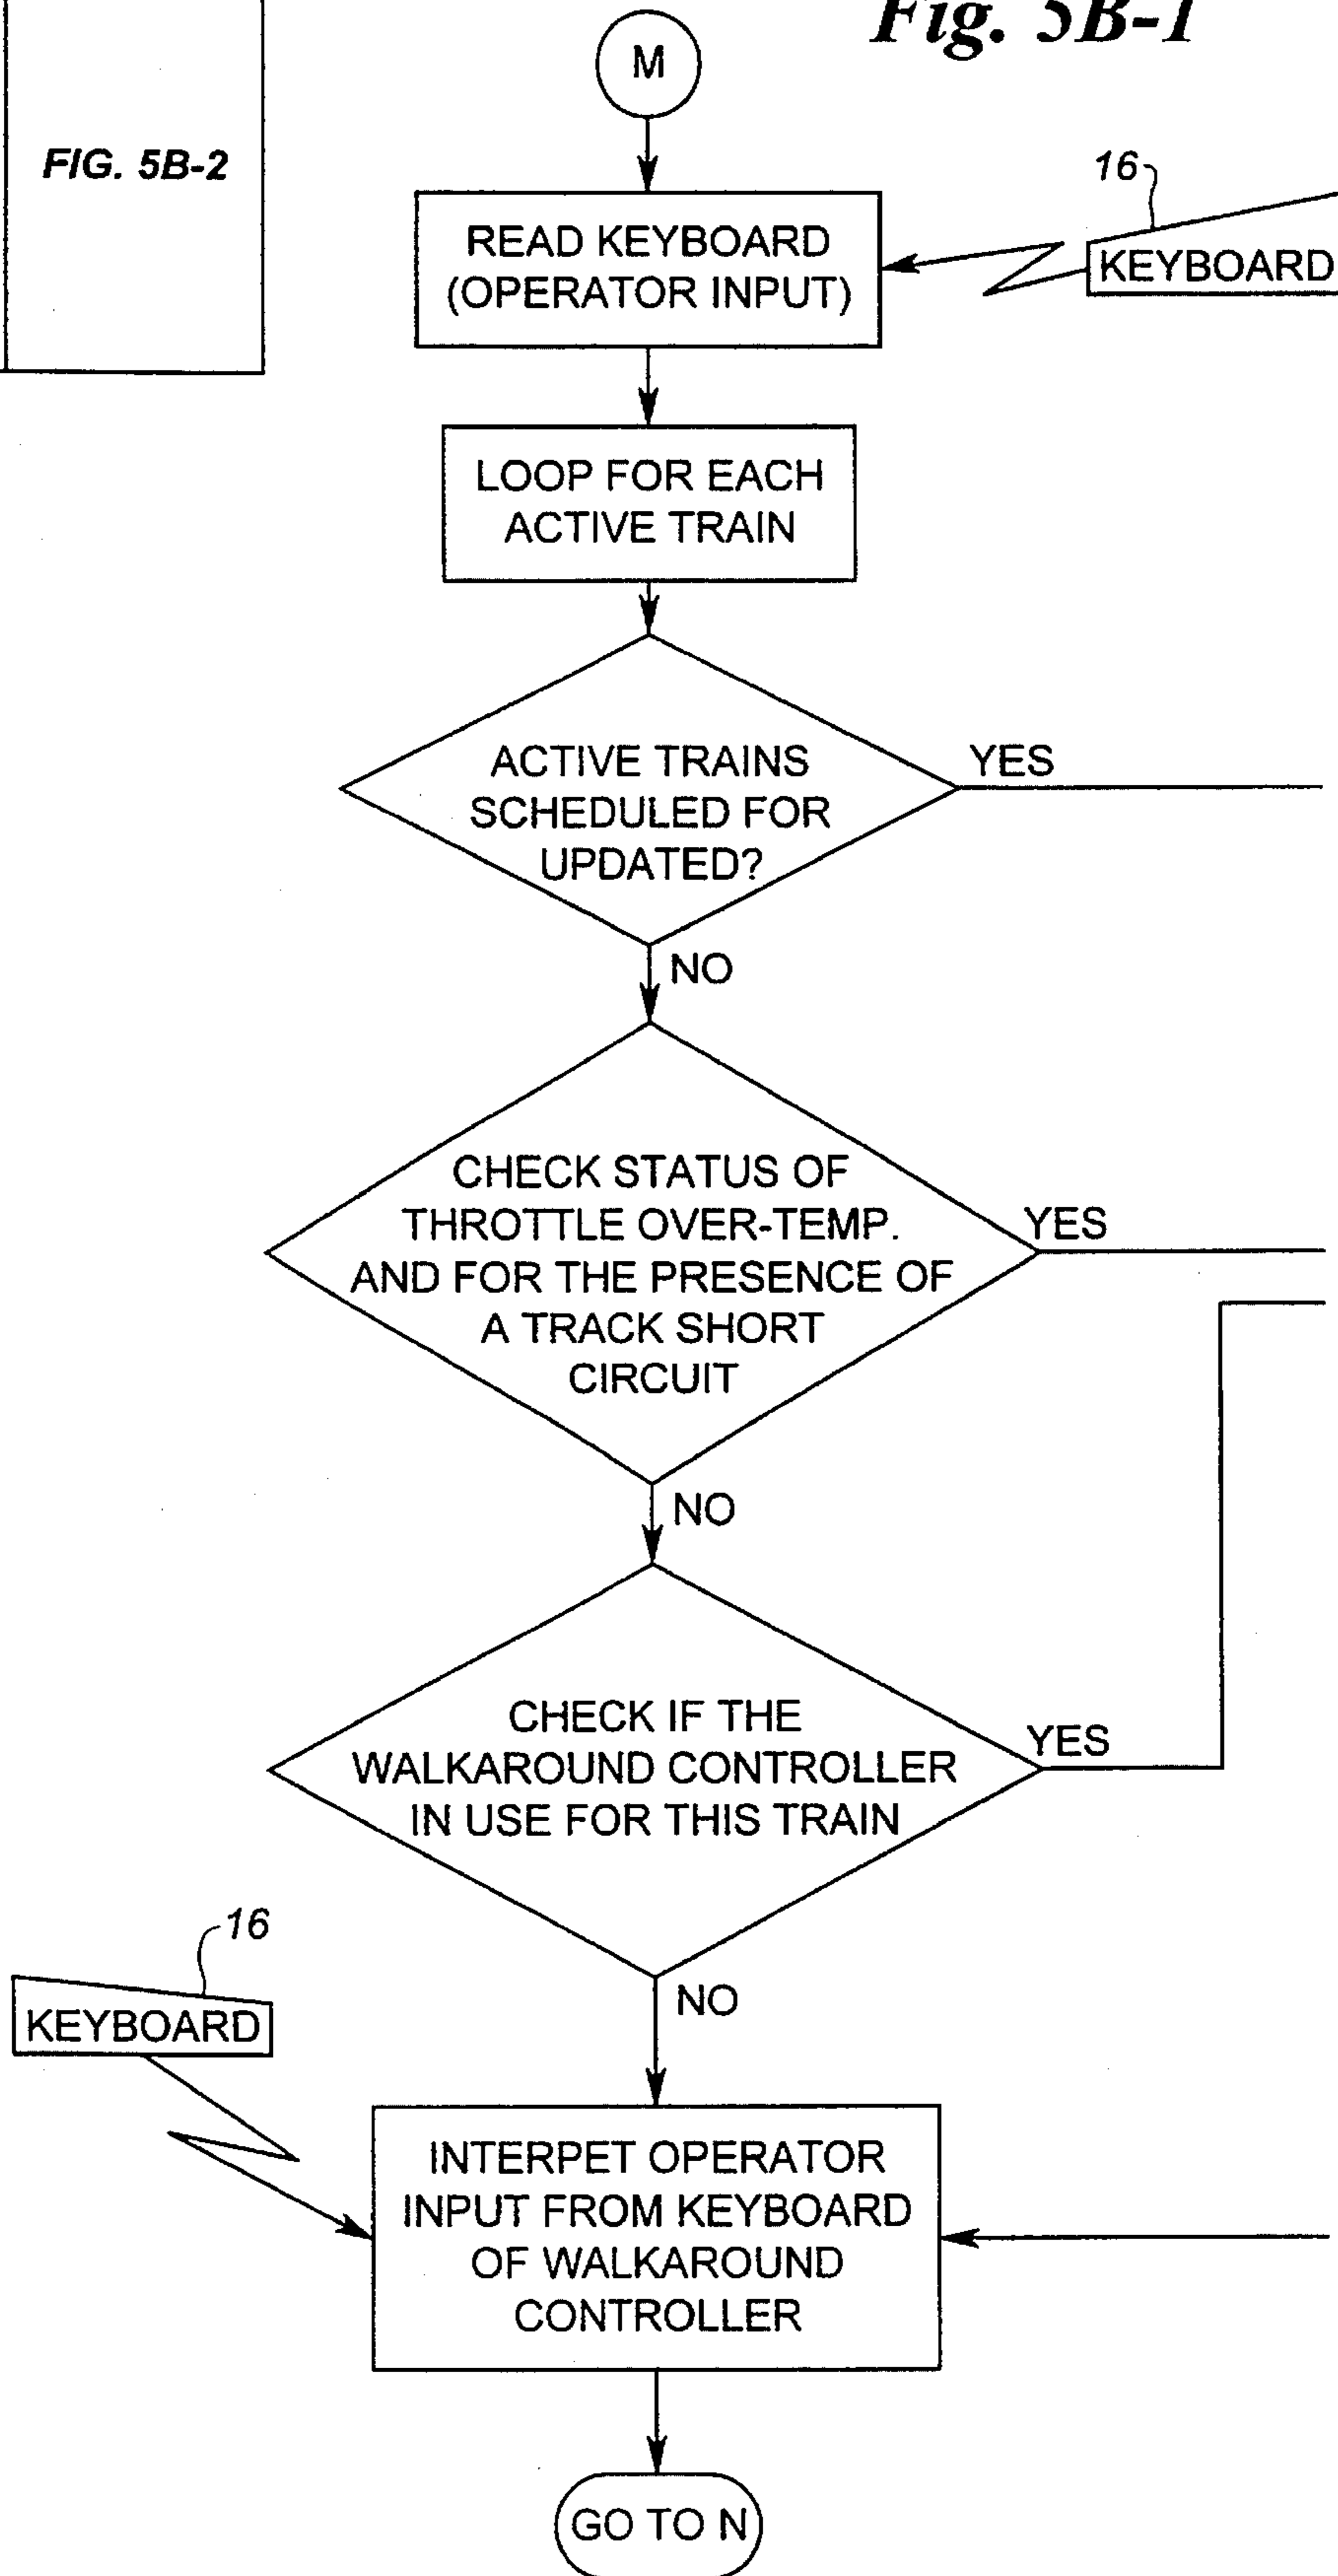 Fig. 5B-1
FIG. 5B-2
M
16
READ KEYBOARD
(OPERATOR INPUT)
KEYBOARD
LOOP FOR EACH
ACTIVE TRAIN
ACTIVE TRAINS
SCHEDULED FOR
UPDATED?
YES
NO
CHECK STATUS OF
THROTTLE OVER-TEMP.
AND FOR THE PRESENCE OF
A TRACK SHORT
CIRCUIT
YES
NO
CHECK IF THE
WALKAROUND CONTROLLER
IN USE FOR THIS TRAIN
YES
NO
16
KEYBOARD
INTERPET OPERATOR
INPUT FROM KEYBOARD
OF WALKAROUND
CONTROLLER
GO TO N